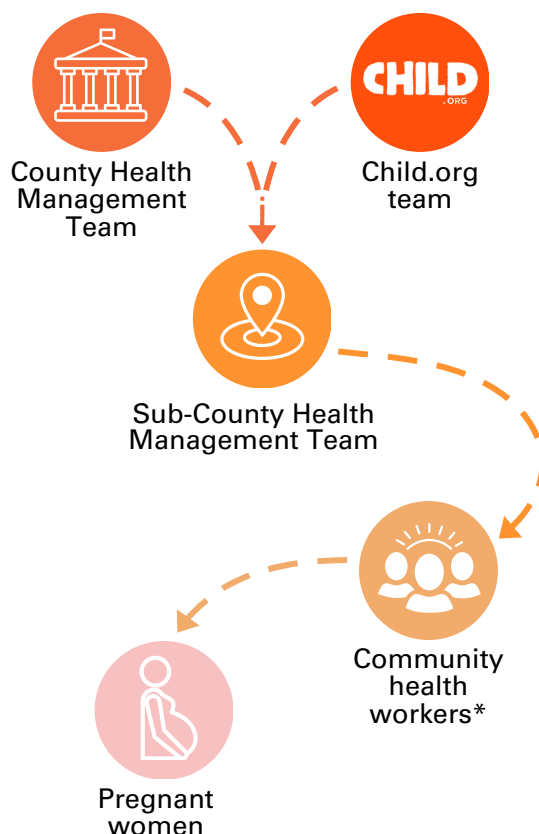 CHILD
.ORG
County Health
Management
Team
Child.org
team
Sub-County Health
Management Team
Community
health
workers*
Pregnant
women